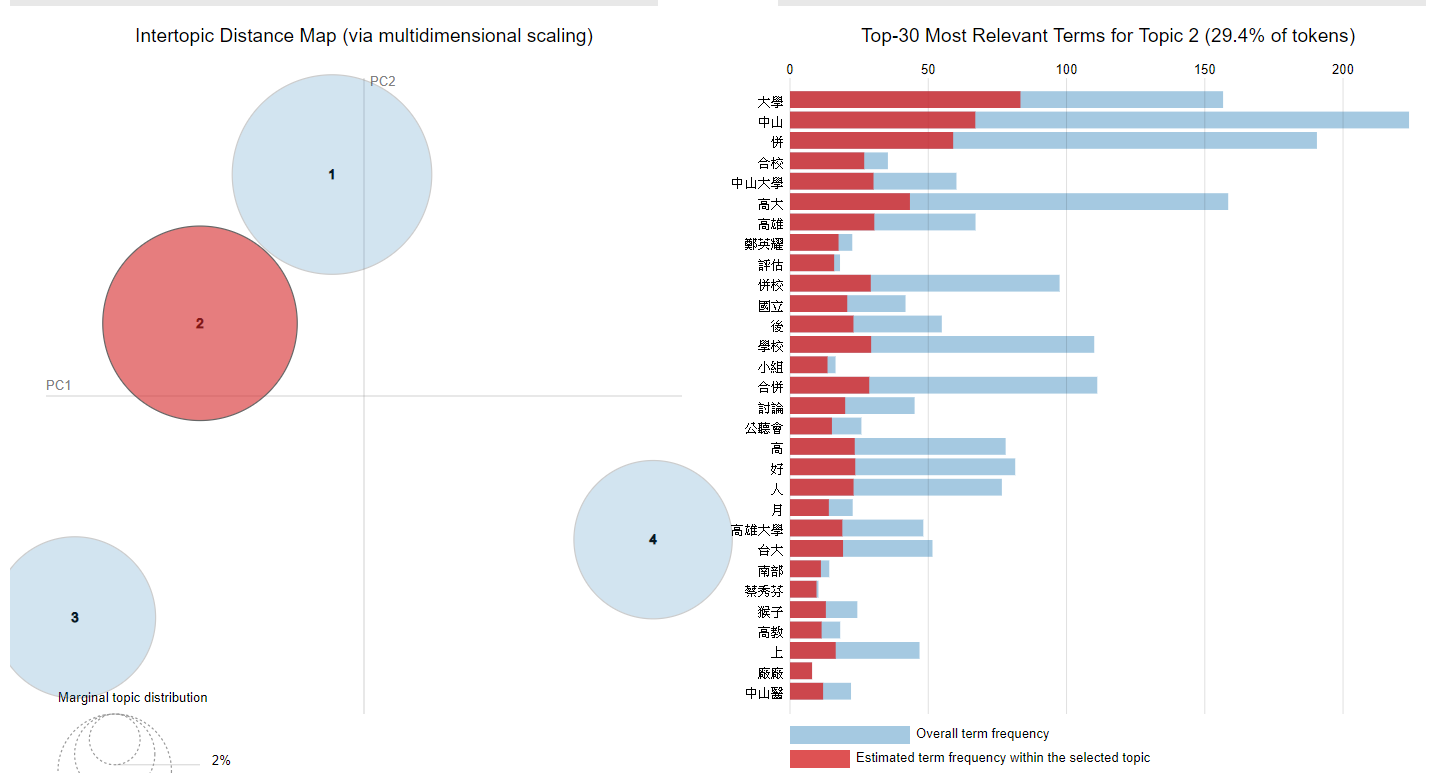 Intertopic Distance Map (via multidimensional scaling)
PC2
PC1
1
2
3
4
Marginal topic distribution
2%
Top-30 Most Relevant Terms for Topic 2 (29.4% of tokens)
0 50 100 150 200
大學
中山
併
合校
中山大學
高大
高雄
鄭英耀
評估
併校
國立
後
學校
小組
合併
討論
公聽會
高
好
人
月
高雄大學
台大
南部
蔡秀芬
猴子
高教
上
廠廠
中山醫
Overall term frequency
Estimated term frequency within the selected topic